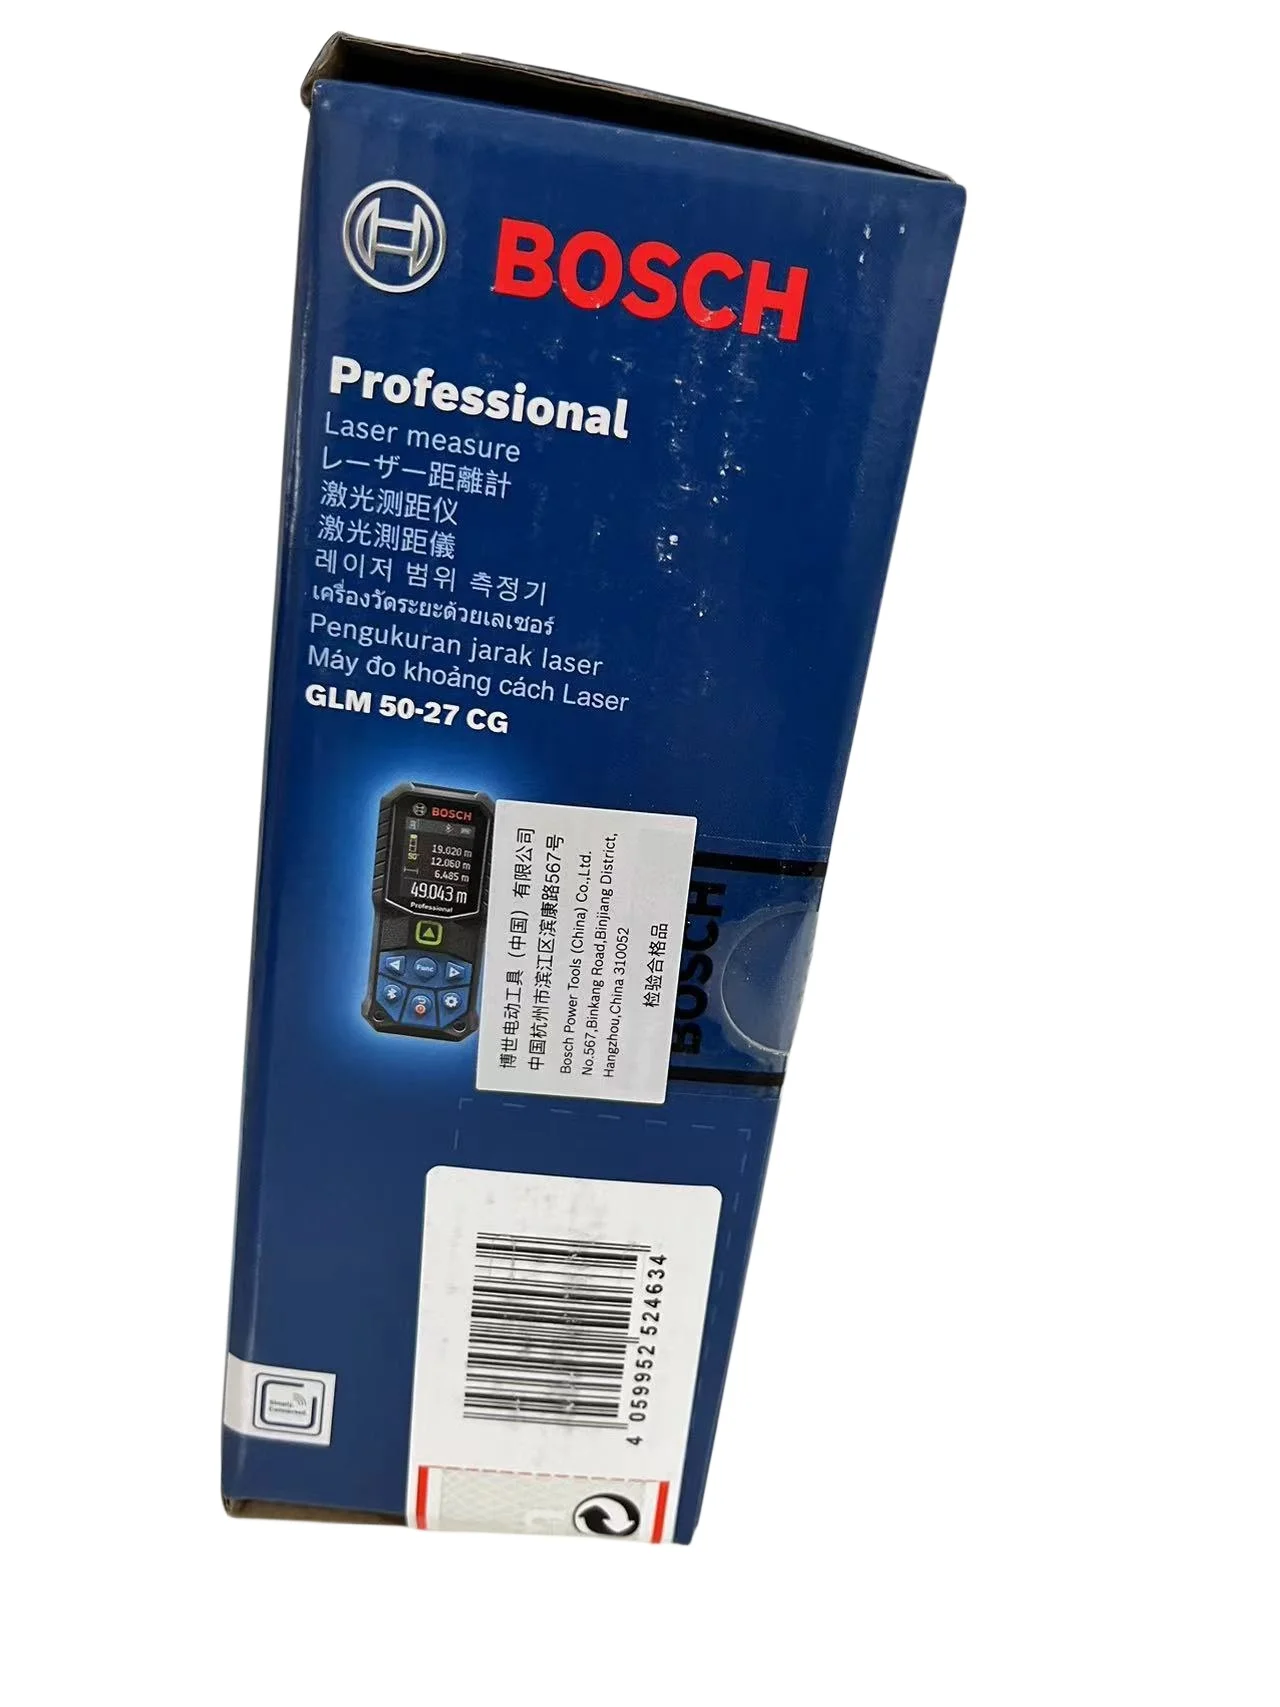 BOSCH
Professional
Laser measure
レーザー距離計
激光测距仪
激光測距儀
레이저 범위 측정기
เครื่องวัดระยะด้วยเลเซอร์
Pengukuran jarak laser
Máy đo khoảng cách Laser
GLM 50-27 CG
BOSCH
19.020 m
12.060 m
6.485 m
49.043 m
Professional
Func
博世电动工具（中国）有限公司
中国杭州市滨江区滨康路567号
Bosch Power Tools (China) Co.,Ltd.
No.567,Binkang Road,Binjiang District,
Hangzhou,China 310052
检验合格品
BOSCH
4 059952 524634
Simply.
Connected.